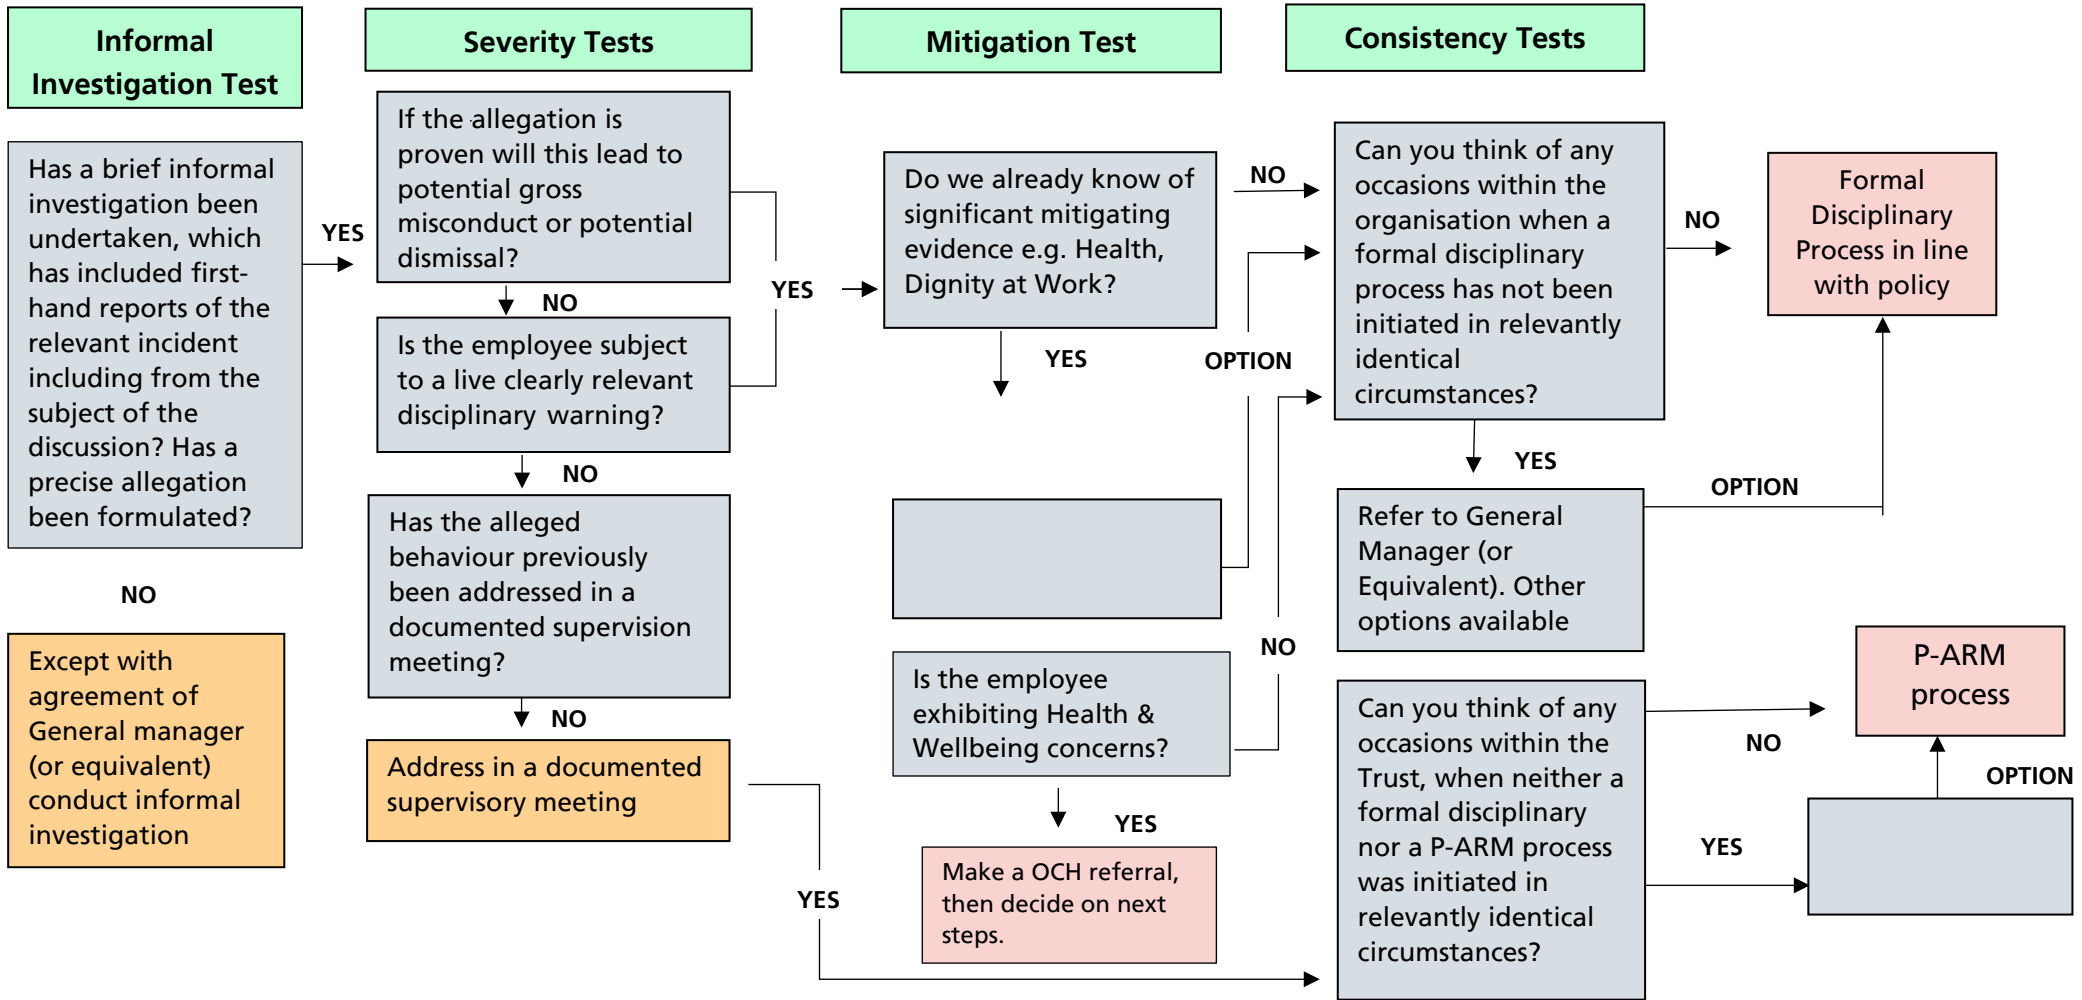 Informal
Investigation Test
Severity Tests
Mitigation Test
Consistency Tests
Has a brief informal
investigation been
undertaken, which
has included first-
hand reports of the
relevant incident
including from the
subject of the
discussion? Has a
precise allegation
been formulated?
YES
NO
Except with
agreement of
General manager
(or equivalent)
conduct informal
investigation
If the allegation is
proven will this lead to
potential gross
misconduct or potential
dismissal?
NO
Is the employee subject
to a live clearly relevant
disciplinary warning?
YES
NO
Has the alleged
behaviour previously
been addressed in a
documented supervision
meeting?
NO
Address in a documented
supervisory meeting
YES
Do we already know of
significant mitigating
evidence e.g. Health,
Dignity at Work?
NO
YES
OPTION
Is the employee
exhibiting Health &
Wellbeing concerns?
NO
YES
Make a OCH referral,
then decide on next
steps.
Can you think of any
occasions within the
organisation when a
formal disciplinary
process has not been
initiated in relevantly
identical
circumstances?
NO
YES
Refer to General
Manager (or
Equivalent). Other
options available
OPTION
Formal
Disciplinary
Process in line
with policy
Can you think of any
occasions within the
Trust, when neither a
formal disciplinary
nor a P-ARM process
was initiated in
relevantly identical
circumstances?
NO
YES
P-ARM
process
OPTION